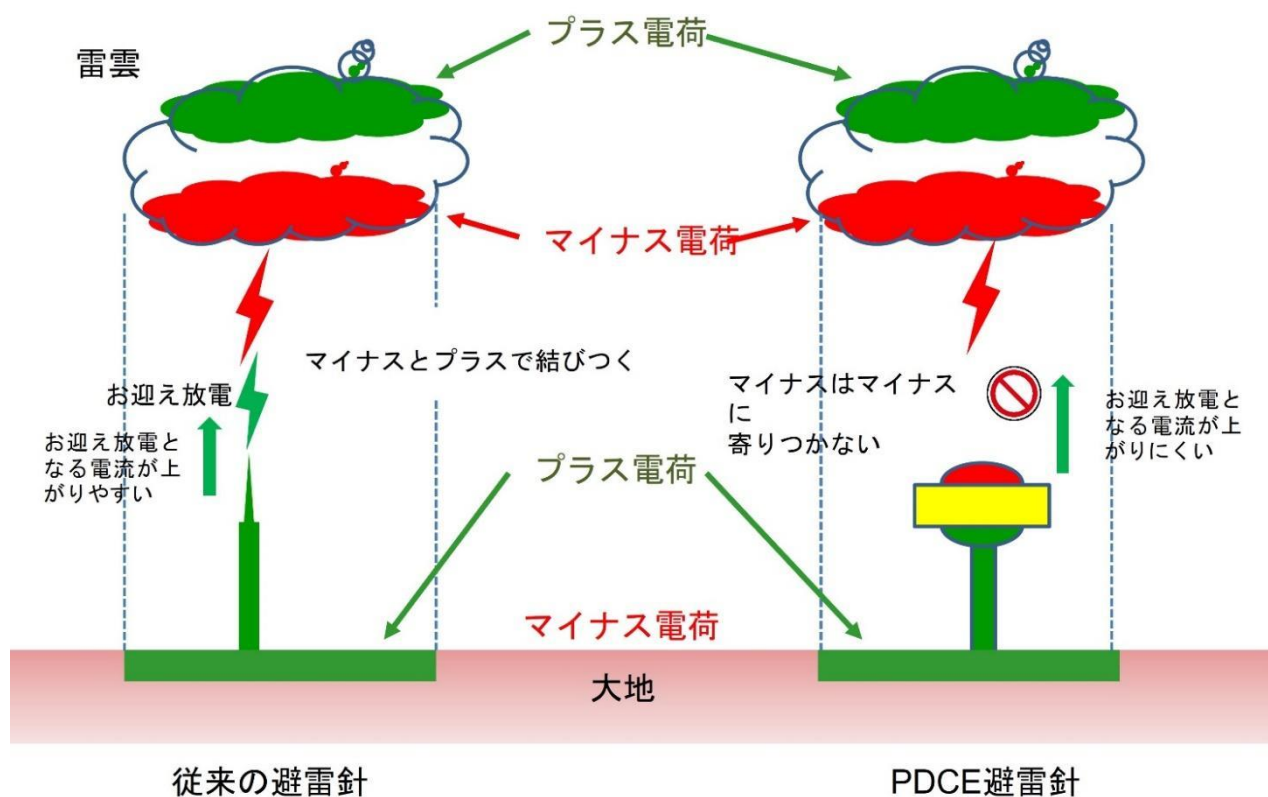 プラス電荷
雷雲
マイナス電荷
マイナスとプラスで結びつく
お迎え放電
お迎え放電と
なる電流が上
がりやすい
マイナスはマイナス
に
寄りつかない
お迎え放電と
なる電流が上
がりにくい
プラス電荷
マイナス電荷
大地
従来の避雷針
PDCE避雷針